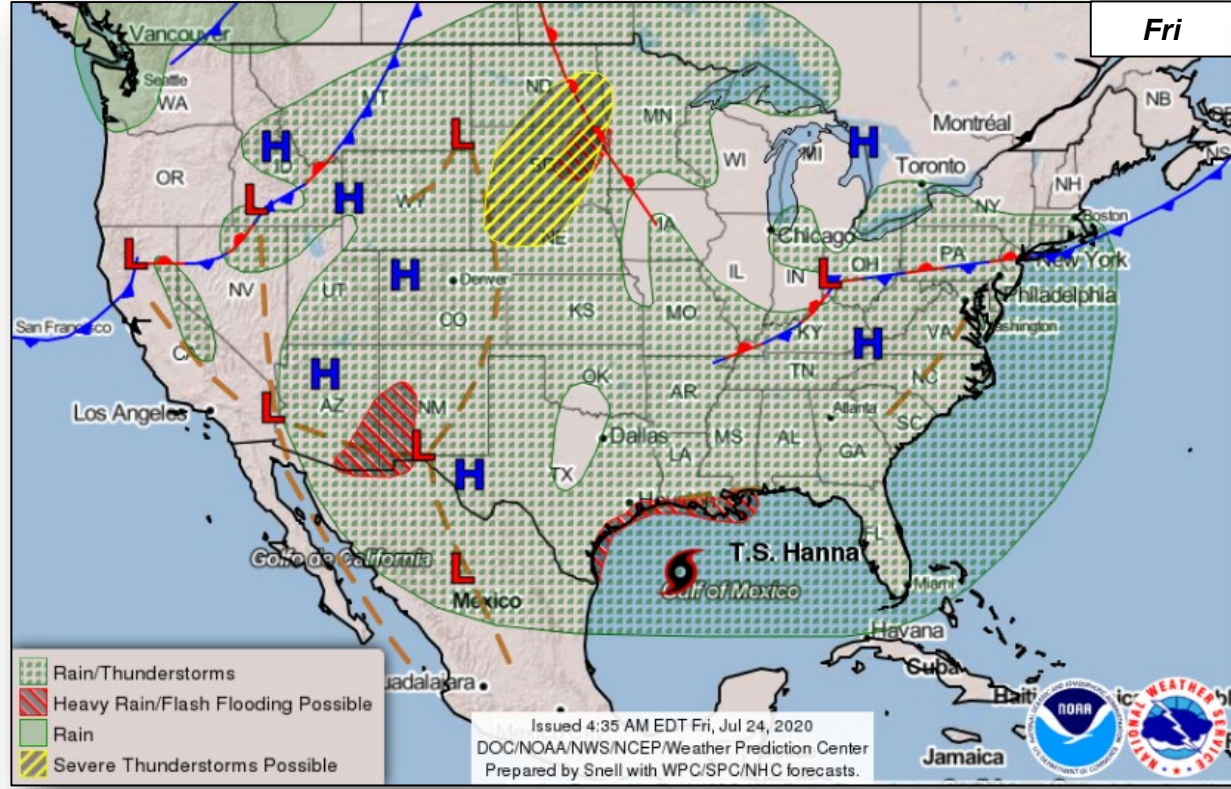 Fri
Vancouver
Seattle
WA
MT
ND
MN
Montréal
NB
NS
OR
ID
WI
MI
Toronto
NH
WY
NY
Boston
IA
Chicago
NE
NV
UT
Denver
IL
IN
OH
PA
New York
CO
KS
MO
Philadelphia
San Francisco
KY
VA
Washington
CA
TN
NC
OK
AZ
NM
AR
Atlanta
SC
Los Angeles
Dallas
MS
AL
GA
LA
TX
T.S. Hanna
FL
Golfo de California
Gulf of Mexico
Miami
México
Havana
Cuba
Rain/Thunderstorms
Heavy Rain/Flash Flooding Possible
Rain
Severe Thunderstorms Possible
Issued 4:35 AM EDT Fri, Jul 24, 2020
DOC/NOAA/NWS/NCEP/Weather Prediction Center
Prepared by Snell with WPC/SPC/NHC forecasts.
NOAA
NATIONAL WEATHER SERVICE
Jamaica
H
H
H
H
H
H
H
L
L
L
L
L
L
L